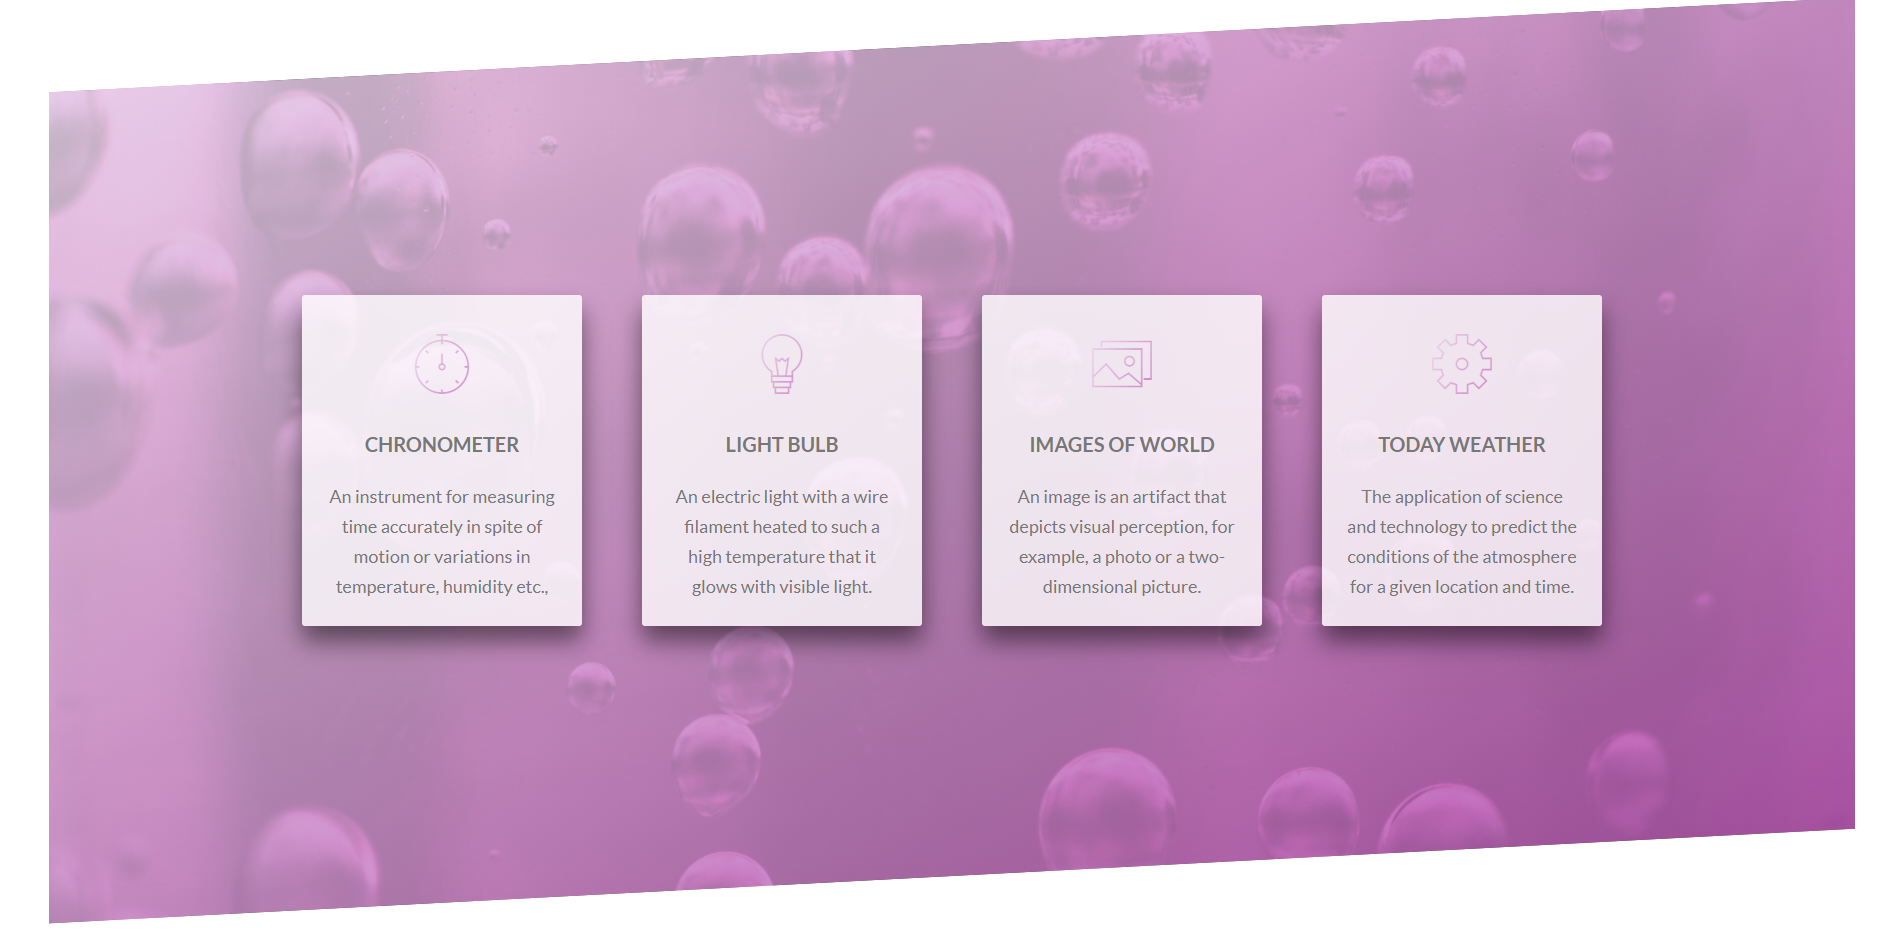 CHRONOMETER
An instrument for measuring
time accurately in spite of
motion or variations in
temperature, humidity etc.,
LIGHT BULB
An electric light with a wire
filament heated to such a
high temperature that it
glows with visible light.
IMAGES OF WORLD
An image is an artifact that
depicts visual perception, for
example, a photo or a two-
dimensional picture.
TODAY WEATHER
The application of science
and technology to predict the
conditions of the atmosphere
for a given location and time.